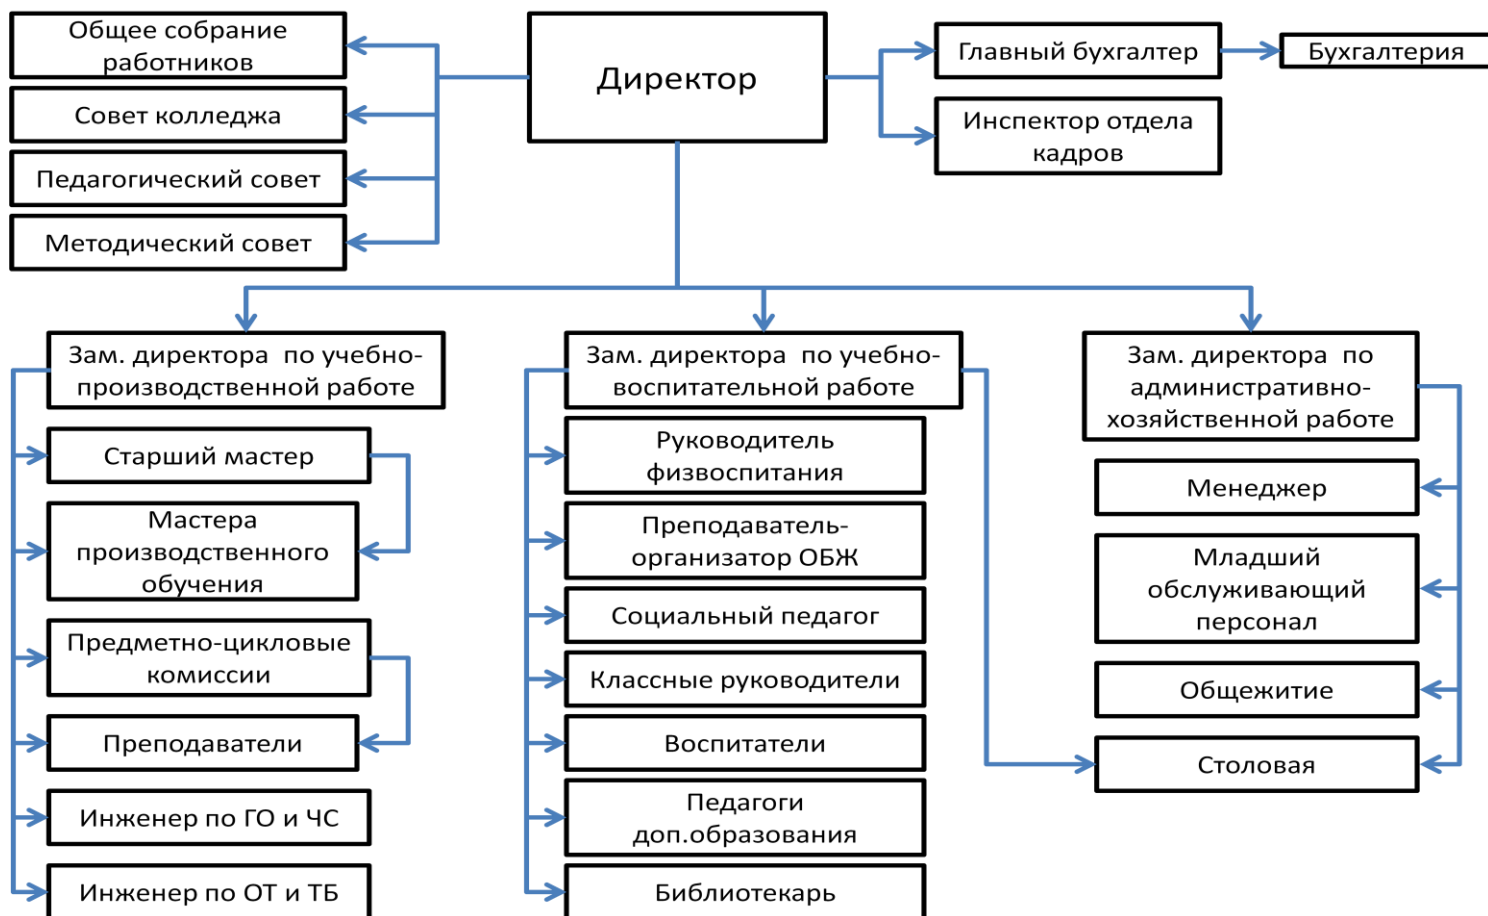 Общее собрание
работников
Совет колледжа
Педагогический совет
Методический совет
Директор
Главный бухгалтер
Бухгалтерия
Инспектор отдела
кадров
Зам. директора по учебно-
производственной работе
Старший мастер
Мастера
производственного
обучения
Предметно-цикловые
комиссии
Преподаватели
Инженер по ГО и ЧС
Инженер по ОТ и ТБ
Зам. директора по учебно-
воспитательной работе
Руководитель
физвоспитания
Преподаватель-
организатор ОБЖ
Социальный педагог
Классные руководители
Воспитатели
Педагоги
доп.образования
Библиотекарь
Зам. директора по
административно-
хозяйственной работе
Менеджер
Младший
обслуживающий
персонал
Общежитие
Столовая